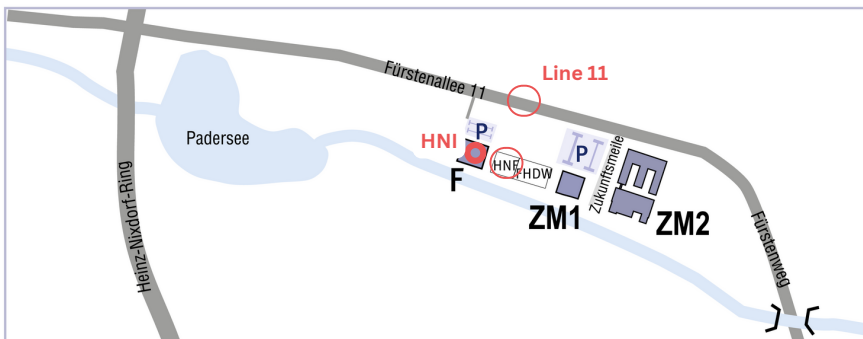 Fürstenallee 11
Line 11
Padersee
P
HNI
P
HNF
FHDW
F
Zukunftsmeile
ZM1
ZM2
Heinz-Nixdorf-Ring
Fürstenweg